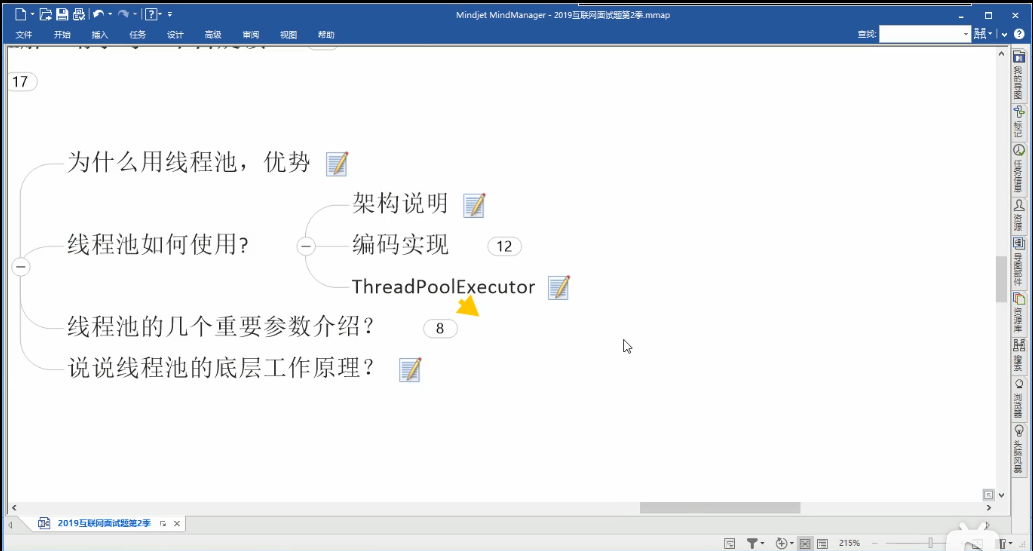 Mindjet MindManager - 2019互联网面试题第2季.mmap
文件 开始 插入 任务 设计 高级 审阅 视图 帮助
查找:
17
为什么用线程池，优势
架构说明
线程池如何使用?
编码实现 12
ThreadPoolExecutor
线程池的几个重要参数介绍？ 8
说说线程池的底层工作原理？
我的导图
标记
任务信息
资源
导图部件
资源库
搜索
浏览器
头脑风暴
2019互联网面试题第2季
215%